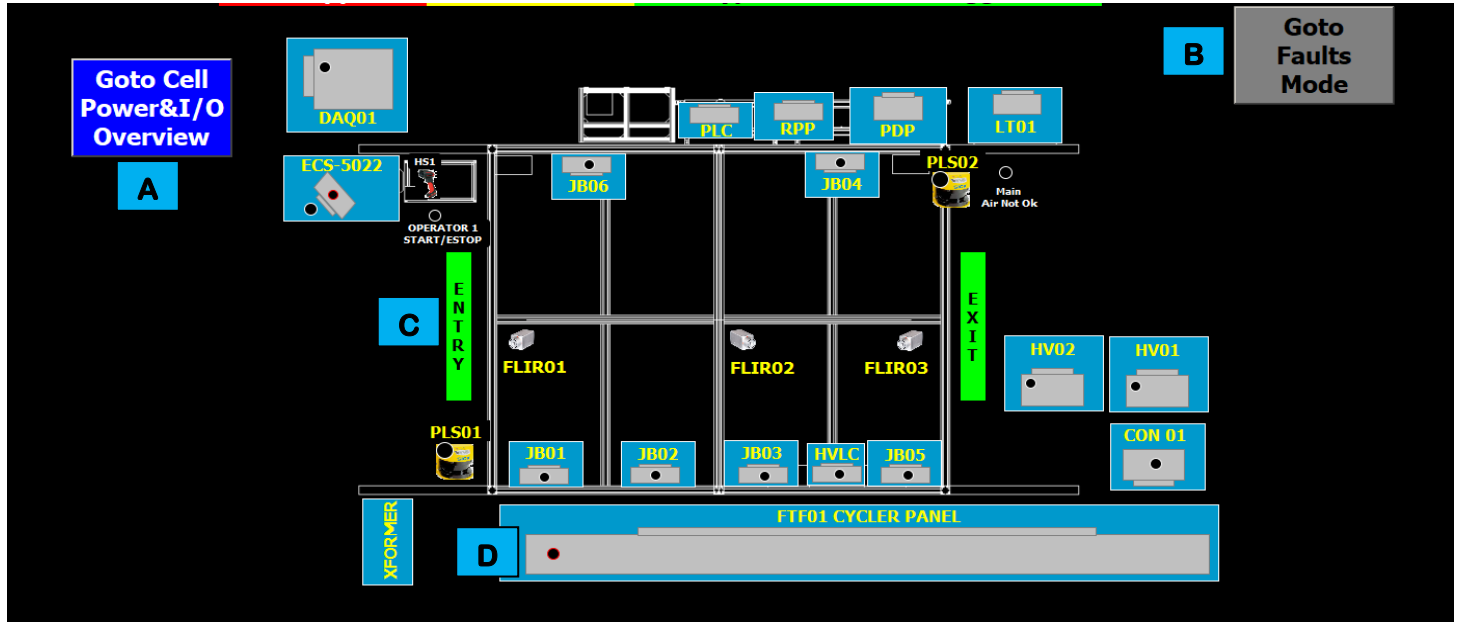 Goto Cell
Power&I/O
Overview
A
DAQ01
B
Goto
Faults
Mode
PLC
RPP
PDP
LT01
ECS-5022
HS1
OPERATOR 1
START/ESTOP
JB06
JB04
PLS02
Main
Air Not Ok
C
ENTRY
EXIT
FLIR01
FLIR02
FLIR03
HV02
HV01
PLS01
JB01
JB02
JB03
HVLC
JB05
CON 01
XFORMER
FTF01 CYCLER PANEL
D